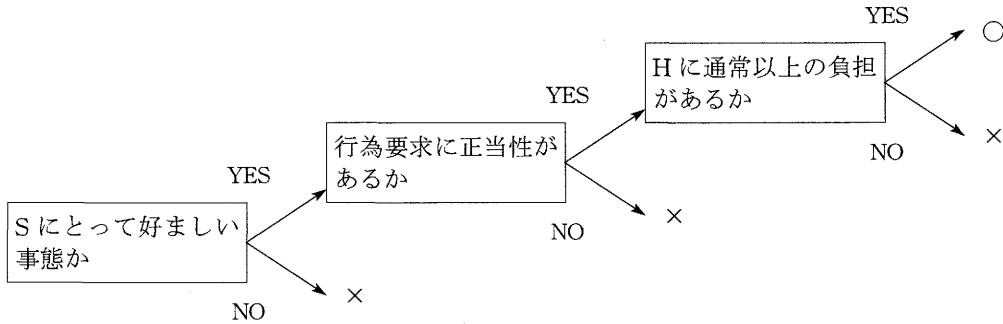 YES
○
H に通常以上の負担
があるか
YES
NO
×
行為要求に正当性が
あるか
YES
NO
×
S にとって好ましい
事態か
NO
×